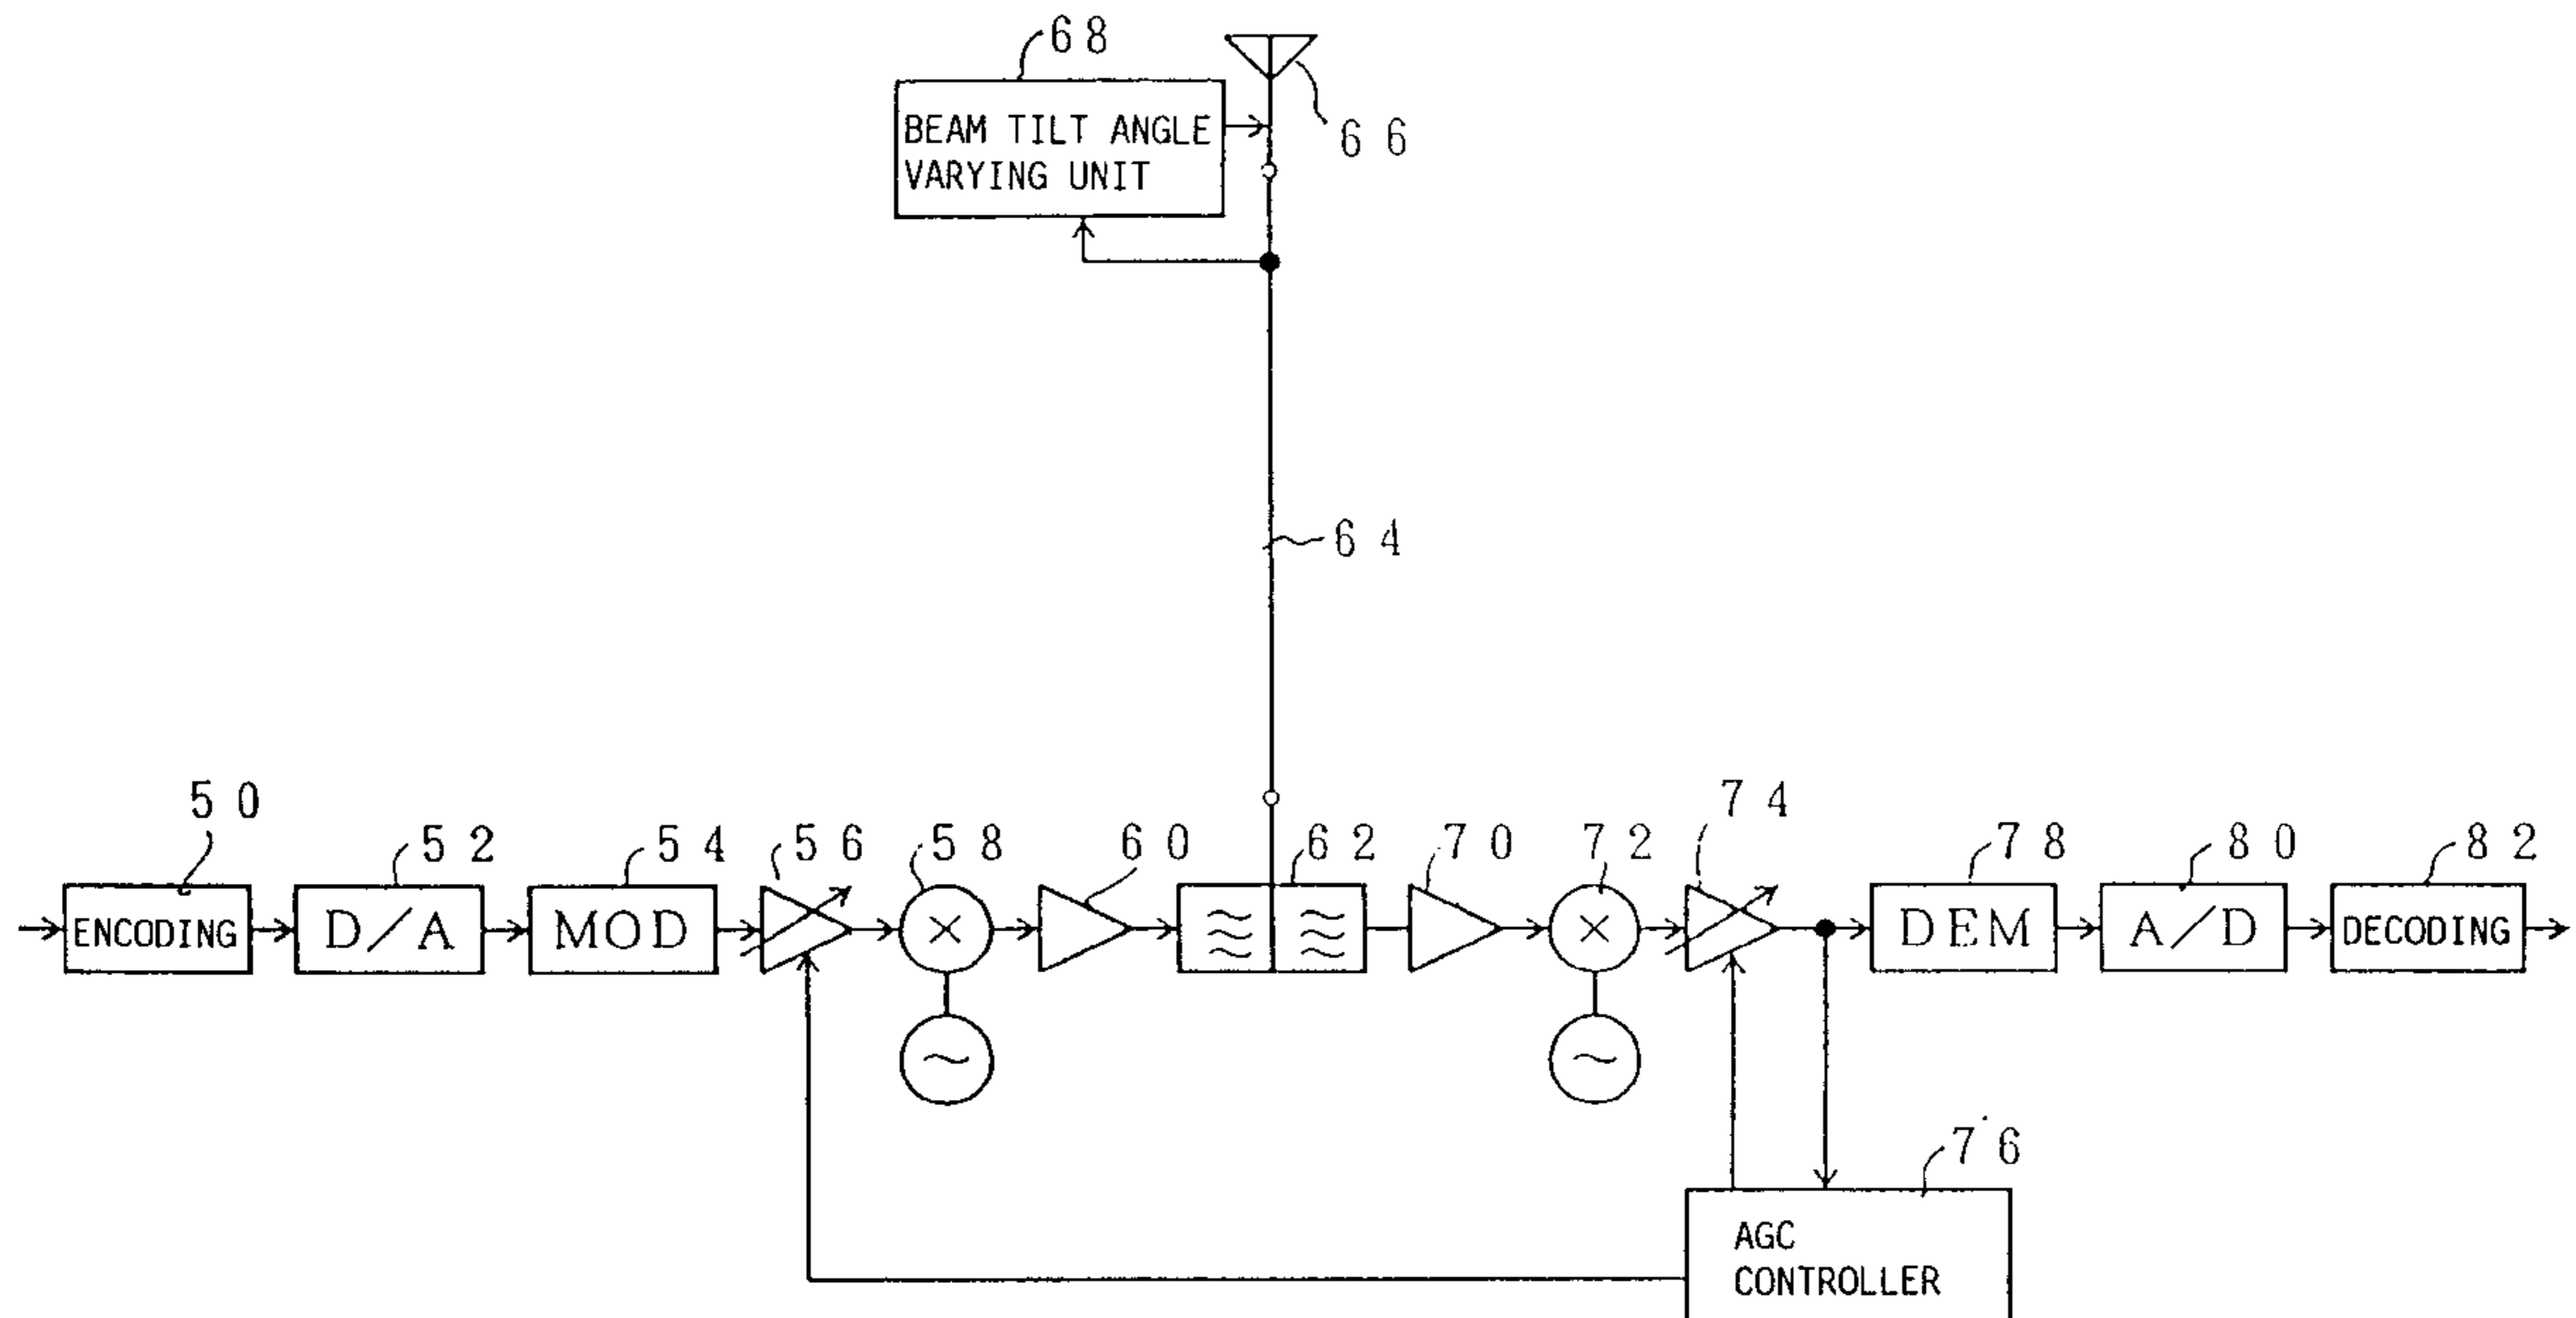 68
66
BEAM TILT ANGLE
VARYING UNIT
64
50
52
54
56
58
60
62
70
72
74
78
80
82
ENCODING
D/A
MOD
DEM
A/D
DECODING
76
AGC
CONTROLLER